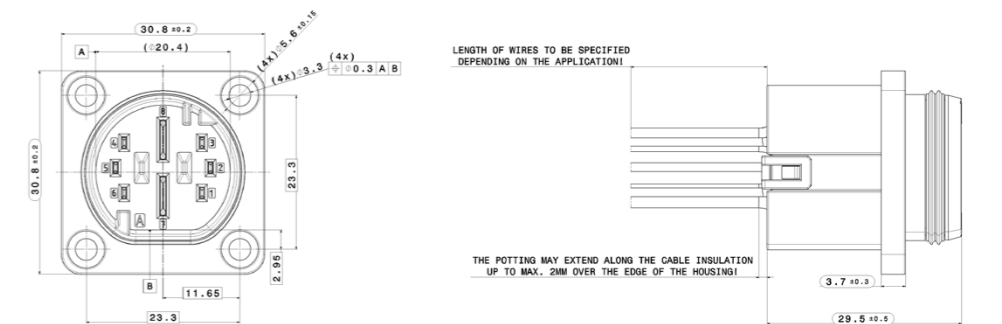 30.8 ±0.2
A
(⌀20.4)
(4x)⌀5.6 ±0.15
(4x)⌀3.3
(4x)
⌖ ⌀0.3 A B
30.8 ±0.2
8
4
3
5
2
6
1
A
7
23.3
2.95
B
11.65
23.3
LENGTH OF WIRES TO BE SPECIFIED
DEPENDING ON THE APPLICATION!
THE POTTING MAY EXTEND ALONG THE CABLE INSULATION
UP TO MAX. 2MM OVER THE EDGE OF THE HOUSING!
3.7 ±0.3
29.5 ±0.5